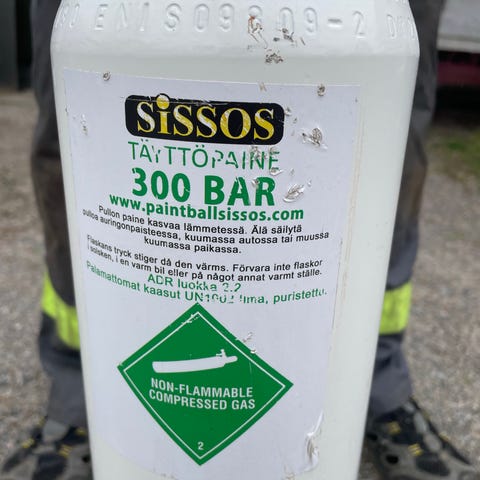 EN ISO9809-2
SiSSOS
TÄYTTÖPAINE
300 BAR
www.paintballsissos.com
Pullon paine kasvaa lämmetessä. Älä säilytä
pulloa auringonpaisteessa, kuumassa autossa tai muussa
kuumassa paikassa.
Flaskans tryck stiger då den värms. Förvara inte flaskor
i solsken, i en varm bil eller på något annat varmt ställe.
ADR luokka 2.2
Palamattomat kaasut UN1002 Ilma, puristettu.
NON-FLAMMABLE
COMPRESSED GAS
2